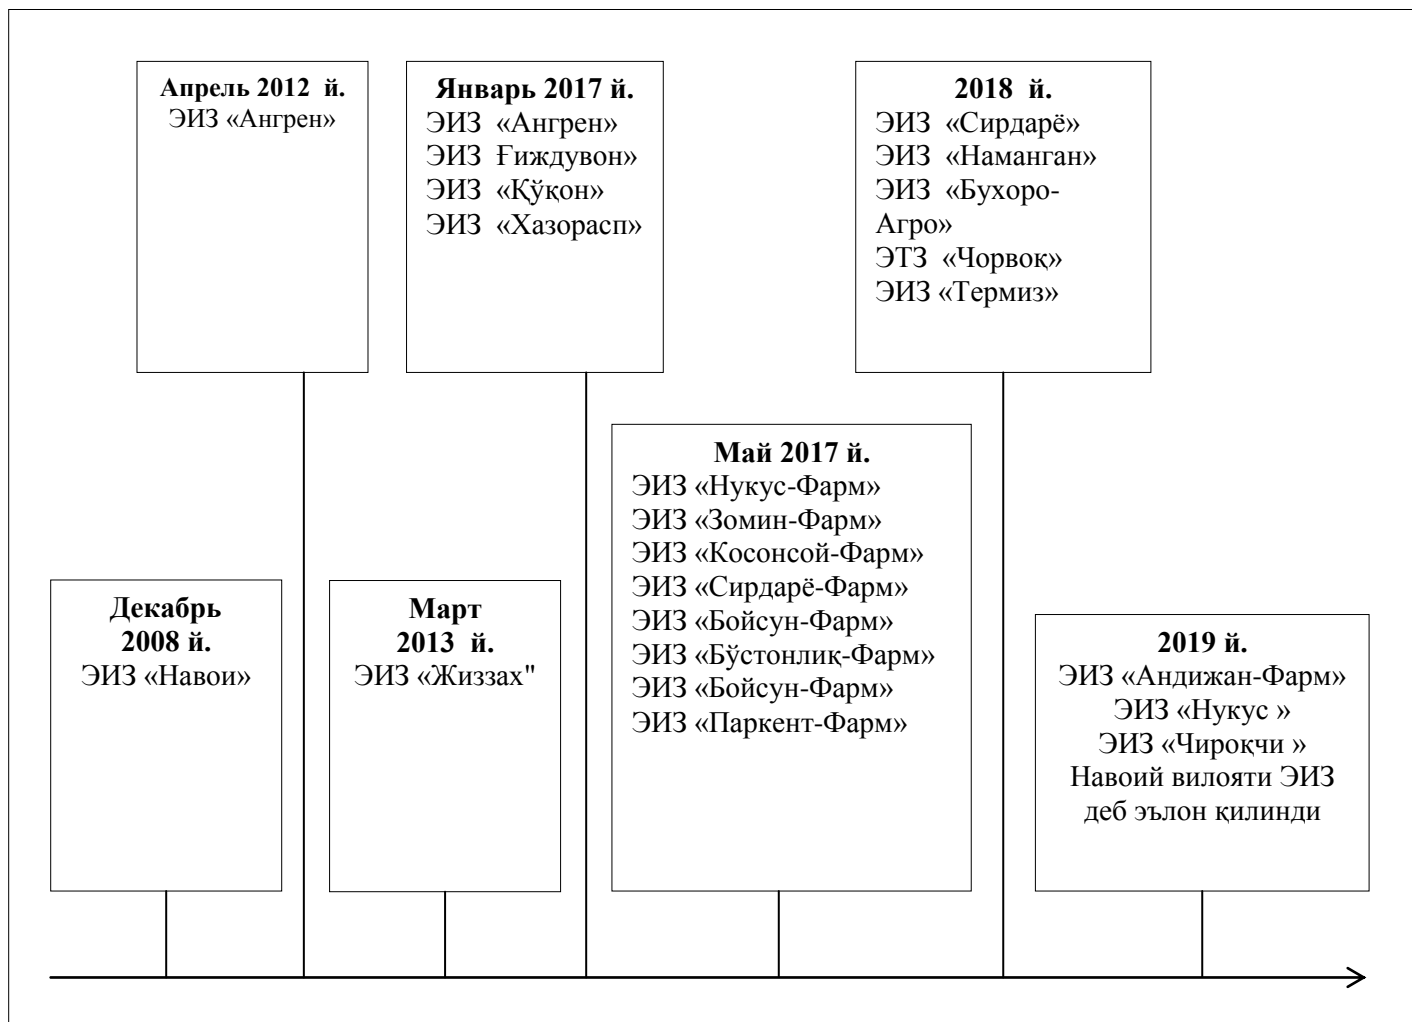 Апрель 2012 й.
ЭИЗ «Ангрен»
Январь 2017 й.
ЭИЗ «Ангрен»
ЭИЗ Ғиждувон»
ЭИЗ «Қўқон»
ЭИЗ «Хазорасп»
2018 й.
ЭИЗ «Сирдарё»
ЭИЗ «Наманган»
ЭИЗ «Бухоро-
Агро»
ЭТЗ «Чорвоқ»
ЭИЗ «Термиз»
Декабрь
2008 й.
ЭИЗ «Навои»
Март
2013 й.
ЭИЗ «Жиззах"
Май 2017 й.
ЭИЗ «Нукус-Фарм»
ЭИЗ «Зомин-Фарм»
ЭИЗ «Косонсой-Фарм»
ЭИЗ «Сирдарё-Фарм»
ЭИЗ «Бойсун-Фарм»
ЭИЗ «Бўстонлиқ-Фарм»
ЭИЗ «Бойсун-Фарм»
ЭИЗ «Паркент-Фарм»
2019 й.
ЭИЗ «Андижан-Фарм»
ЭИЗ «Нукус »
ЭИЗ «Чироқчи »
Навоий вилояти ЭИЗ
деб эълон қилинди